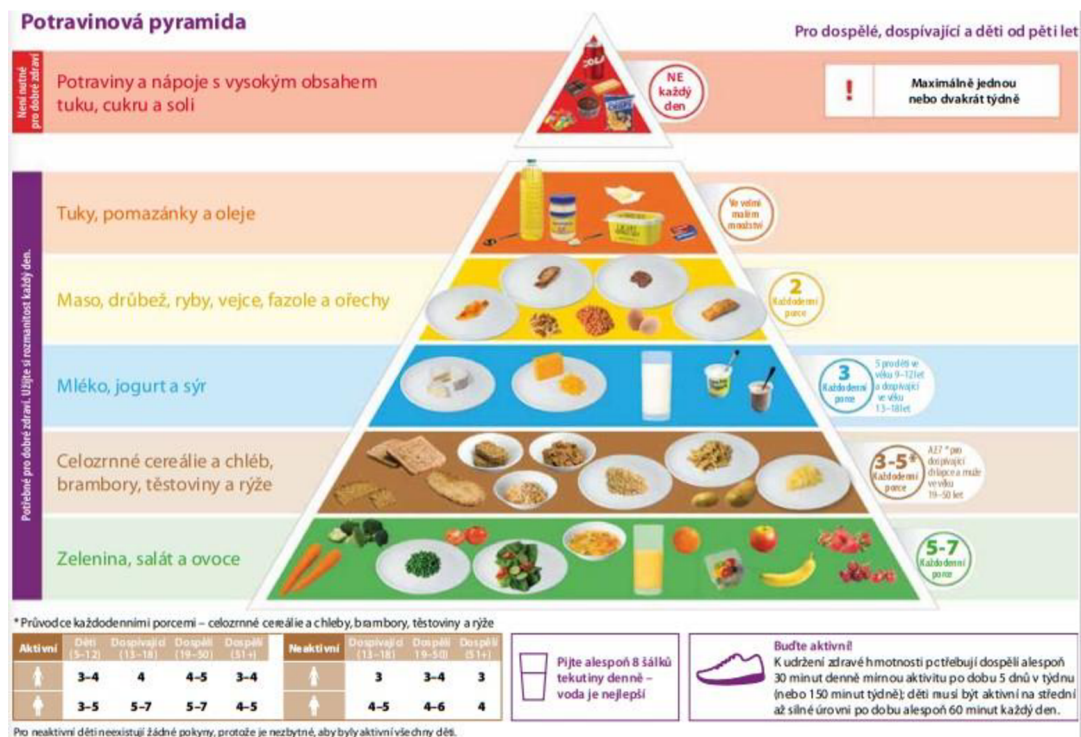 Potravinová pyramida
Pro dospělé, dospívající a děti od pěti let
Není nutné
pro dobré zdraví
Potraviny a nápoje s vysokým obsahem
tuku, cukru a soli
NE
každý
den
!
Maximálně jednou
nebo dvakrát týdně
Potřebné pro dobré zdraví. Užijte si rozmanitost každý den.
Tuky, pomazánky a oleje
Ve velmi
malém
množství
Maso, drůbež, ryby, vejce, fazole a ořechy
2
Každodenní
porce
Mléko, jogurt a sýr
3
Každodenní
porce
5 pro děti ve
věku 9–12 let
a dospívající
ve věku
13–18 let
Celozrnné cereálie a chléb,
brambory, těstoviny a rýže
3-5*
Každodenní
porce
AŽ 7 * pro
dospívající
chlapce a muže
ve věku
19–50 let
Zelenina, salát a ovoce
5-7
Každodenní
porce
* Průvodce každodenními porcemi – celozrnné cereálie a chleby, brambory, těstoviny a rýže
Aktivní Děti (5–12) Dospívající (13–18) Dospělí (19–50) Dospělí (51+) Neaktivní Dospívající (13–18) Dospělí 19–50) Dospělí (51+)
3–4 4 4–5 3–4 3 3–4 3
3–5 5–7 5–7 4–5 4–5 4–6 4
Pro neaktivní děti neexistují žádné pokyny, protože je nezbytné, aby byly aktivní všechny děti.
Pijte alespoň 8 šálků
tekutiny denně –
voda je nejlepší
Buďte aktivní!
K udržení zdravé hmotnosti potřebují dospělí alespoň
30 minut denně mírnou aktivitu po dobu 5 dnů v týdnu
(nebo 150 minut týdně); děti musí být aktivní na střední
až silné úrovni po dobu alespoň 60 minut každý den.